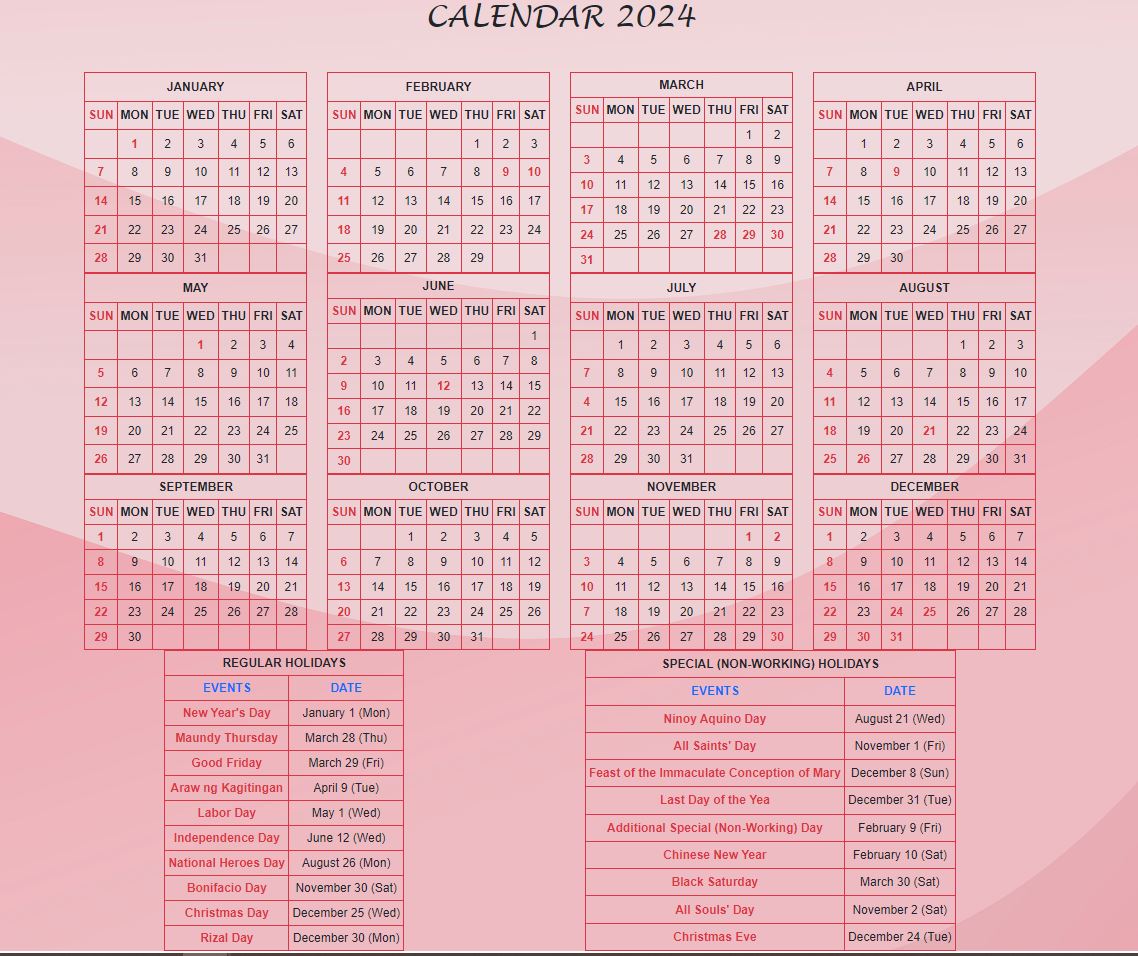 CALENDAR 2024
JANUARY
SUN MON TUE WED THU FRI SAT
1 2 3 4 5 6
7 8 9 10 11 12 13
14 15 16 17 18 19 20
21 22 23 24 25 26 27
28 29 30 31
FEBRUARY
SUN MON TUE WED THU FRI SAT
1 2 3
4 5 6 7 8 9 10
11 12 13 14 15 16 17
18 19 20 21 22 23 24
25 26 27 28 29
MARCH
SUN MON TUE WED THU FRI SAT
1 2
3 4 5 6 7 8 9
10 11 12 13 14 15 16
17 18 19 20 21 22 23
24 25 26 27 28 29 30
31
APRIL
SUN MON TUE WED THU FRI SAT
1 2 3 4 5 6
7 8 9 10 11 12 13
14 15 16 17 18 19 20
21 22 23 24 25 26 27
28 29 30
MAY
SUN MON TUE WED THU FRI SAT
1 2 3 4
5 6 7 8 9 10 11
12 13 14 15 16 17 18
19 20 21 22 23 24 25
26 27 28 29 30 31
JUNE
SUN MON TUE WED THU FRI SAT
1
2 3 4 5 6 7 8
9 10 11 12 13 14 15
16 17 18 19 20 21 22
23 24 25 26 27 28 29
30
JULY
SUN MON TUE WED THU FRI SAT
1 2 3 4 5 6
7 8 9 10 11 12 13
4 15 16 17 18 19 20
21 22 23 24 25 26 27
28 29 30 31
AUGUST
SUN MON TUE WED THU FRI SAT
1 2 3
4 5 6 7 8 9 10
11 12 13 14 15 16 17
18 19 20 21 22 23 24
25 26 27 28 29 30 31
SEPTEMBER
SUN MON TUE WED THU FRI SAT
1 2 3 4 5 6 7
8 9 10 11 12 13 14
15 16 17 18 19 20 21
22 23 24 25 26 27 28
29 30
OCTOBER
SUN MON TUE WED THU FRI SAT
1 2 3 4 5
6 7 8 9 10 11 12
13 14 15 16 17 18 19
20 21 22 23 24 25 26
27 28 29 30 31
NOVEMBER
SUN MON TUE WED THU FRI SAT
1 2
3 4 5 6 7 8 9
10 11 12 13 14 15 16
7 18 19 20 21 22 23
24 25 26 27 28 29 30
DECEMBER
SUN MON TUE WED THU FRI SAT
1 2 3 4 5 6 7
8 9 10 11 12 13 14
15 16 17 18 19 20 21
22 23 24 25 26 27 28
29 30 31
REGULAR HOLIDAYS
EVENTS DATE
New Year's Day January 1 (Mon)
Maundy Thursday March 28 (Thu)
Good Friday March 29 (Fri)
Araw ng Kagitingan April 9 (Tue)
Labor Day May 1 (Wed)
Independence Day June 12 (Wed)
National Heroes Day August 26 (Mon)
Bonifacio Day November 30 (Sat)
Christmas Day December 25 (Wed)
Rizal Day December 30 (Mon)
SPECIAL (NON-WORKING) HOLIDAYS
EVENTS DATE
Ninoy Aquino Day August 21 (Wed)
All Saints' Day November 1 (Fri)
Feast of the Immaculate Conception of Mary December 8 (Sun)
Last Day of the Yea December 31 (Tue)
Additional Special (Non-Working) Day February 9 (Fri)
Chinese New Year February 10 (Sat)
Black Saturday March 30 (Sat)
All Souls' Day November 2 (Sat)
Christmas Eve December 24 (Tue)